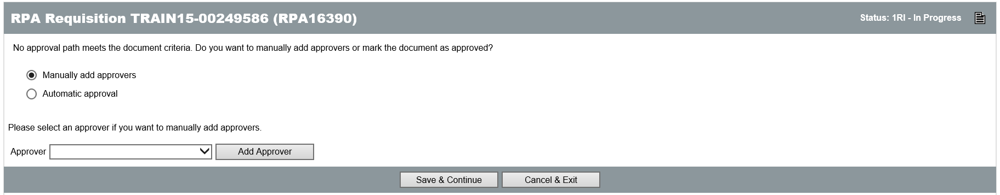 RPA Requisition TRAIN15-00249586 (RPA16390)
Status: 1RI - In Progress
No approval path meets the document criteria. Do you want to manually add approvers or mark the document as approved?
Manually add approvers
Automatic approval
Please select an approver if you want to manually add approvers.
Approver
Add Approver
Save & Continue
Cancel & Exit